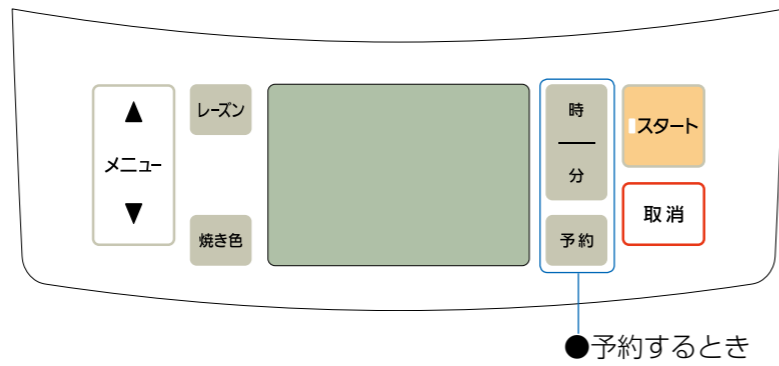 ▲
メニュー
▼
レーズン
焼き色
時
分
予約
スタート
取消
●予約するとき